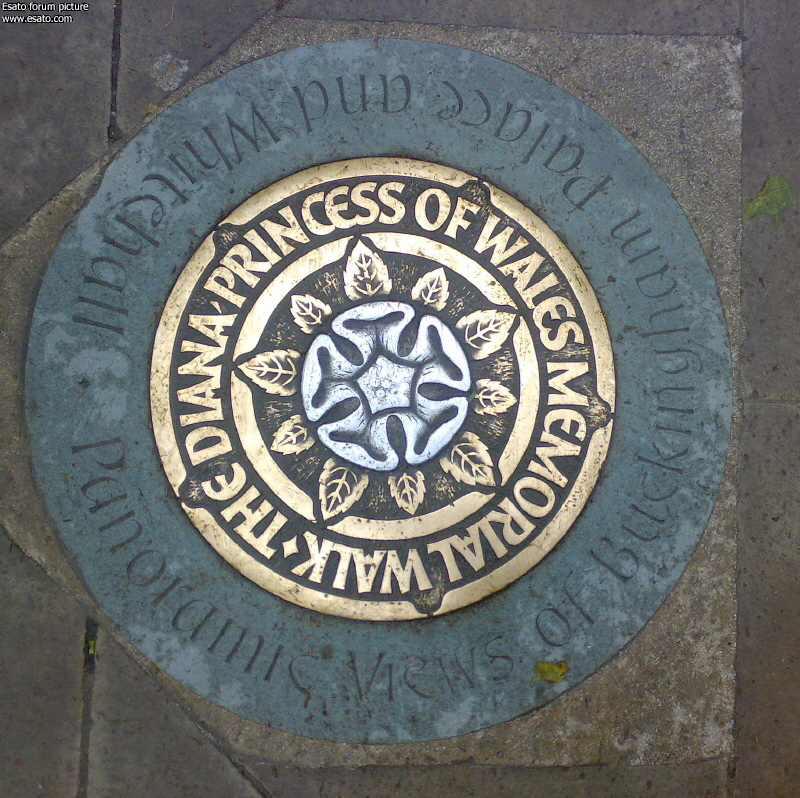 Esato forum picture
www.esato.com
THE DIANA·PRINCESS OF WALES MEMORIAL WALK
Panoramic views of Buckingham Palace and Whitehall